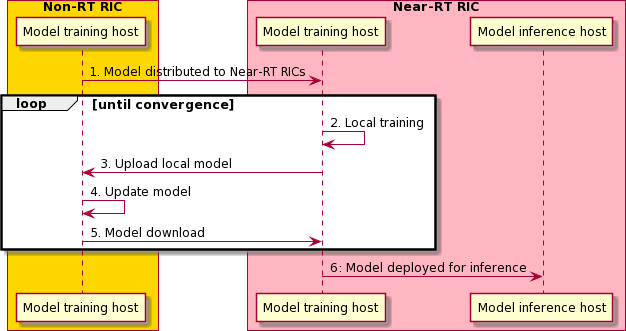 Non-RT RIC
Near-RT RIC
Model training host
Model training host
Model inference host
1. Model distributed to Near-RT RICs
loop
[until convergence]
2. Local training
3. Upload local model
4. Update model
5. Model download
6: Model deployed for inference
Model training host
Model training host
Model inference host